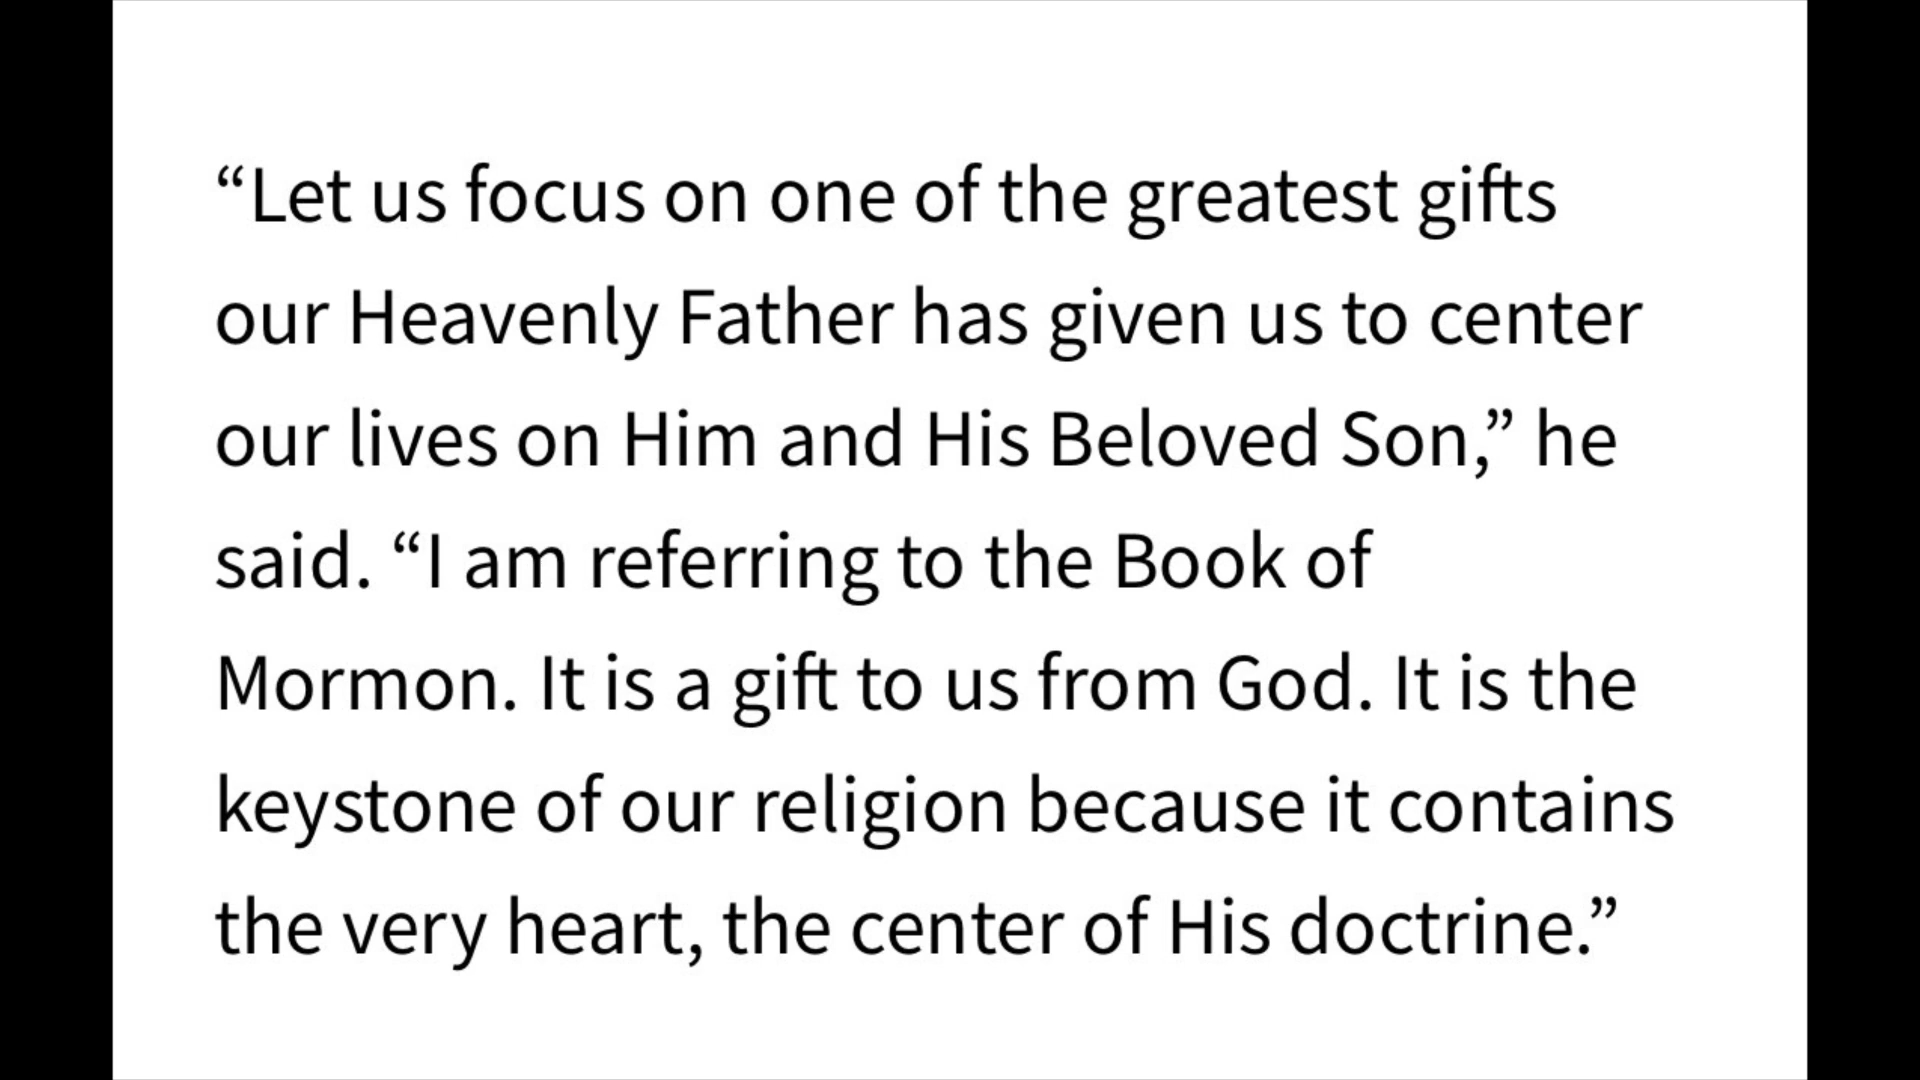 “Let us focus on one of the greatest gifts
our Heavenly Father has given us to center
our lives on Him and His Beloved Son,” he
said. “I am referring to the Book of
Mormon. It is a gift to us from God. It is the
keystone of our religion because it contains
the very heart, the center of His doctrine.”